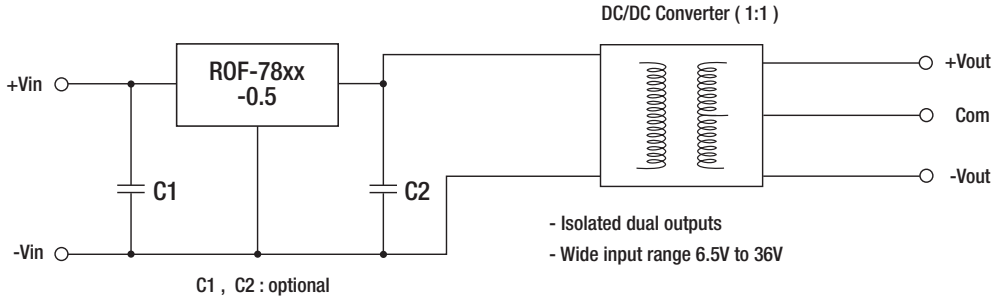 DC/DC Converter ( 1:1 )
ROF-78xx
-0.5
+Vin
+Vout
Com
-Vout
C1
C2
-Vin
- Isolated dual outputs
- Wide input range 6.5V to 36V
C1 , C2 : optional